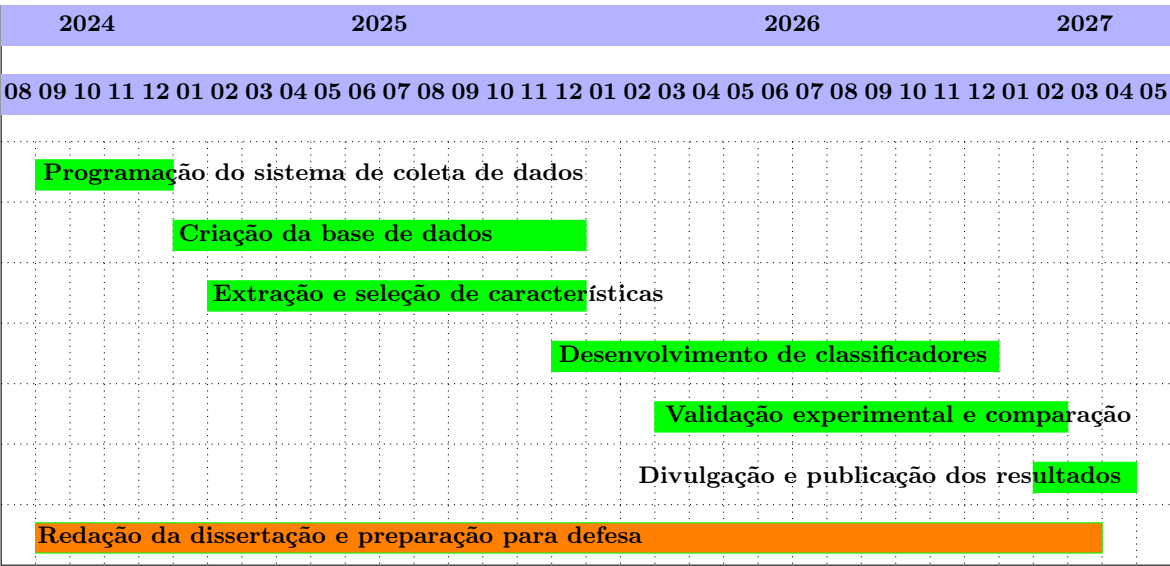 2024 2025 2026 2027
08 09 10 11 12 01 02 03 04 05 06 07 08 09 10 11 12 01 02 03 04 05 06 07 08 09 10 11 12 01 02 03 04 05
Programação do sistema de coleta de dados
Criação da base de dados
Extração e seleção de características
Desenvolvimento de classificadores
Validação experimental e comparação
Divulgação e publicação dos resultados
Redação da dissertação e preparação para defesa